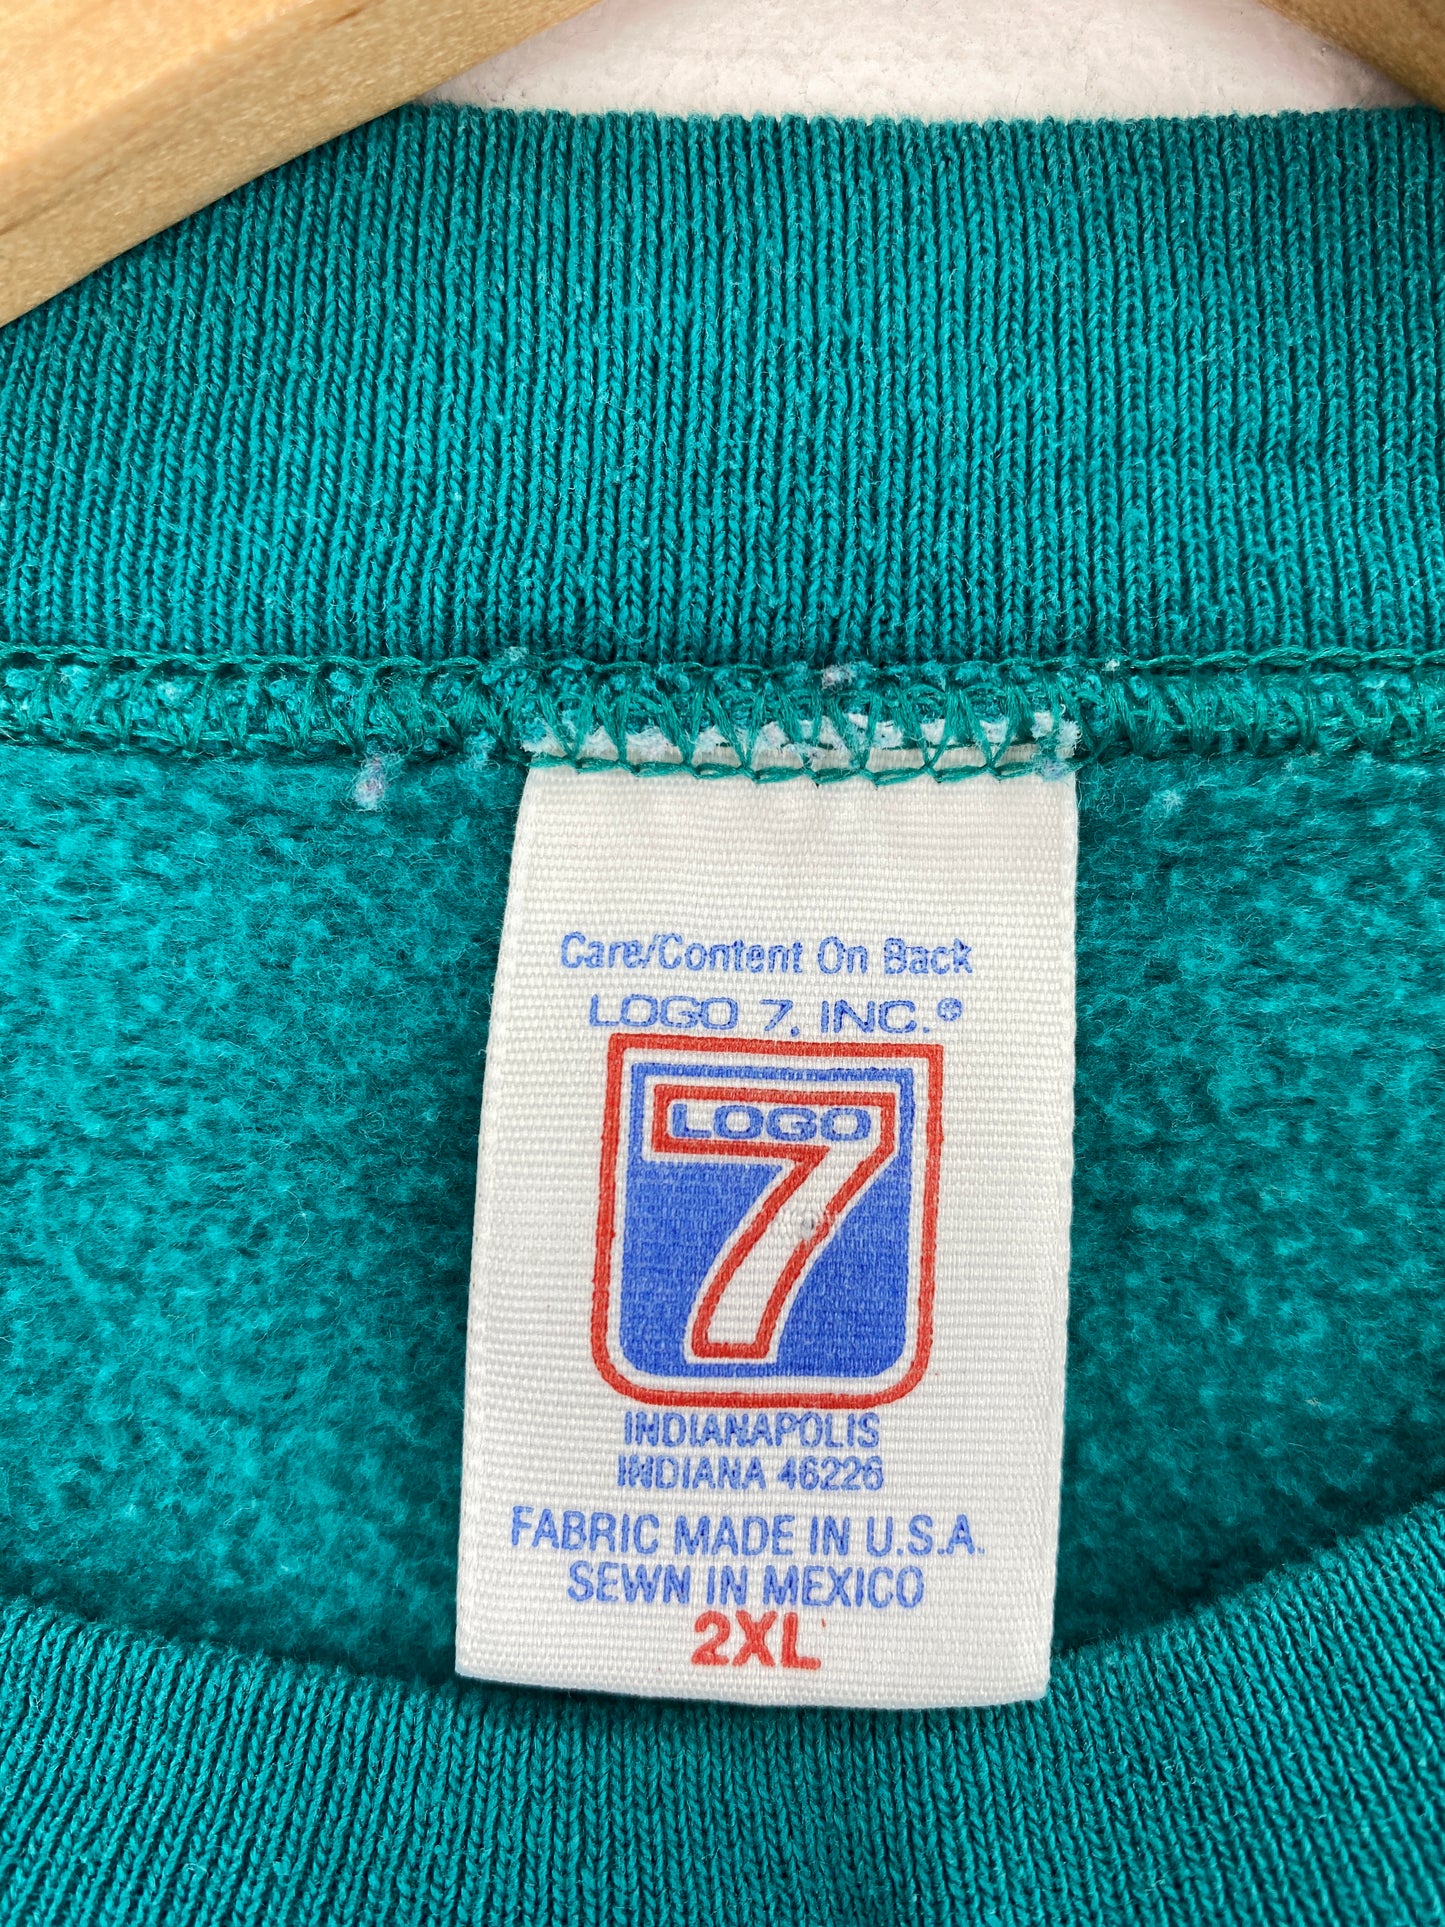 Care/Content On Back
LOGO 7, INC.®
LOGO
7
INDIANAPOLIS
INDIANA 46226
FABRIC MADE IN U.S.A.
SEWN IN MEXICO
2XL